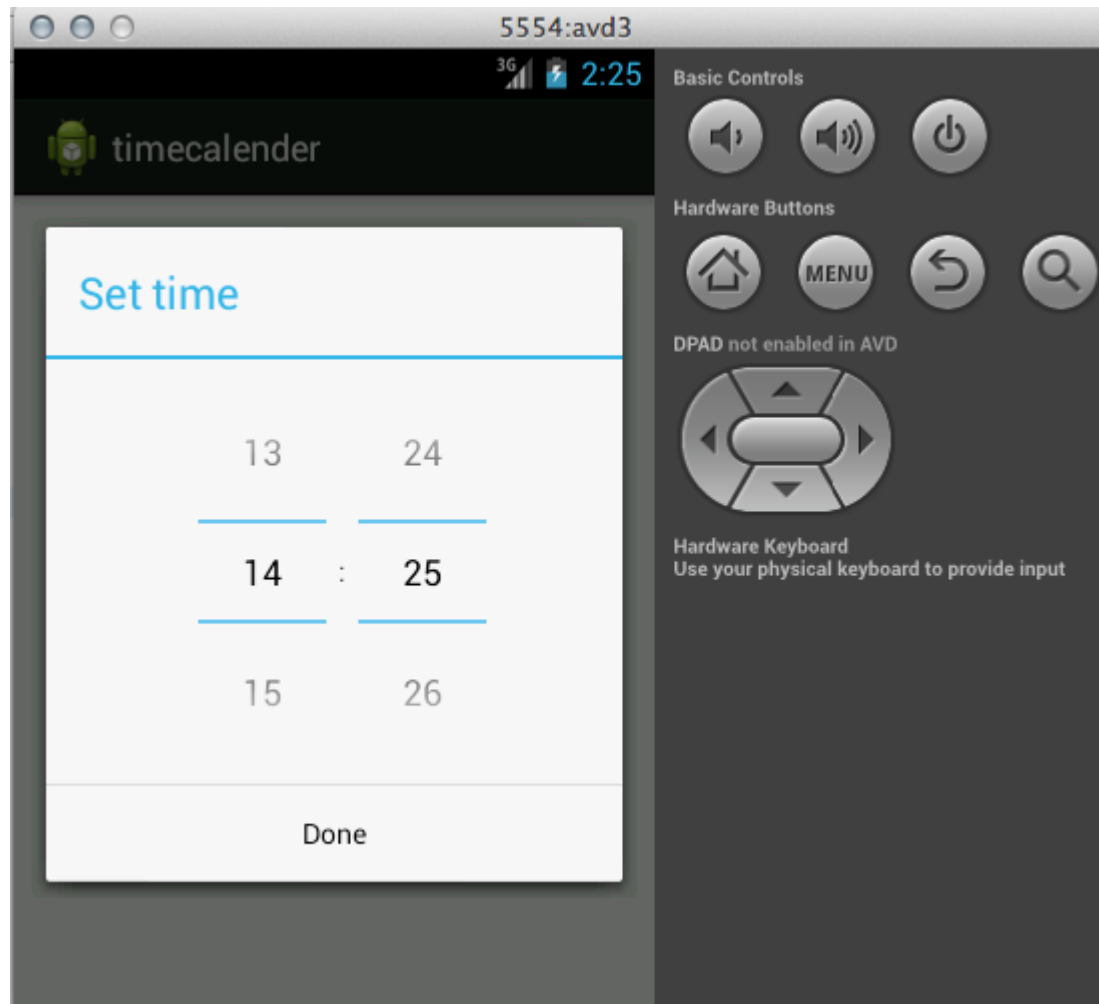 5554:avd3
3G 2:25
timecalender
Set time
13 24
14 : 25
15 26
Done
Basic Controls
Hardware Buttons
MENU
DPAD not enabled in AVD
Hardware Keyboard
Use your physical keyboard to provide input